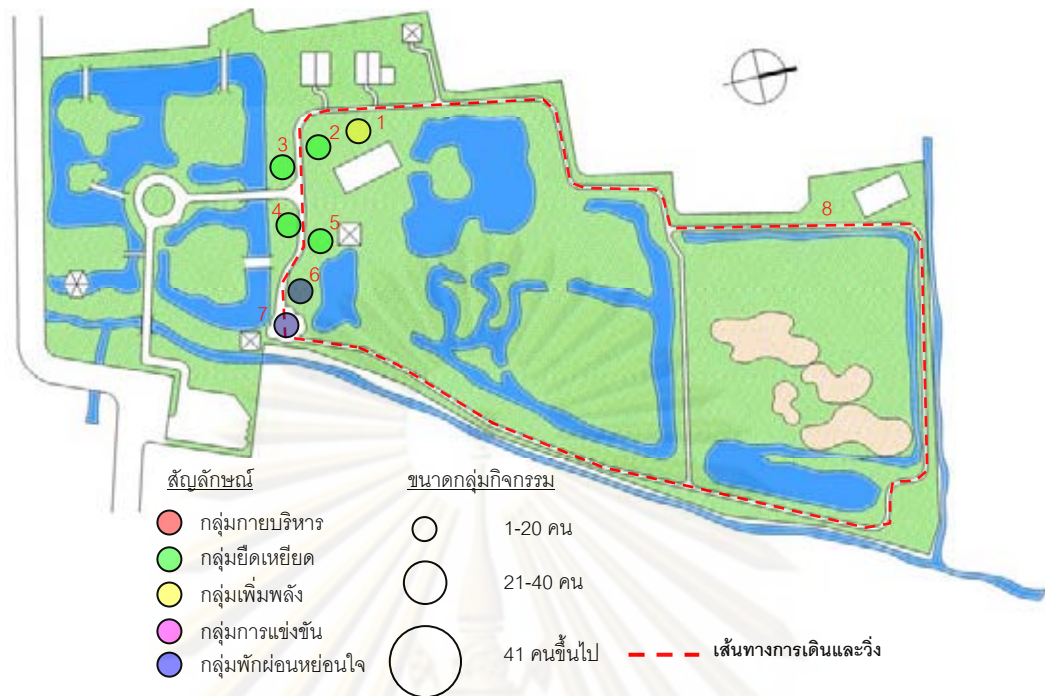 1
2
3
4
5
6
7
8
สัญลักษณ์
กลุ่มกายบริหาร
กลุ่มยืดเหยียด
กลุ่มเพิ่มพลัง
กลุ่มการแข่งขัน
กลุ่มพักผ่อนหย่อนใจ
ขนาดกลุ่มกิจกรรม
1-20 คน
21-40 คน
41 คนขึ้นไป
เส้นทางการเดินและวิ่ง